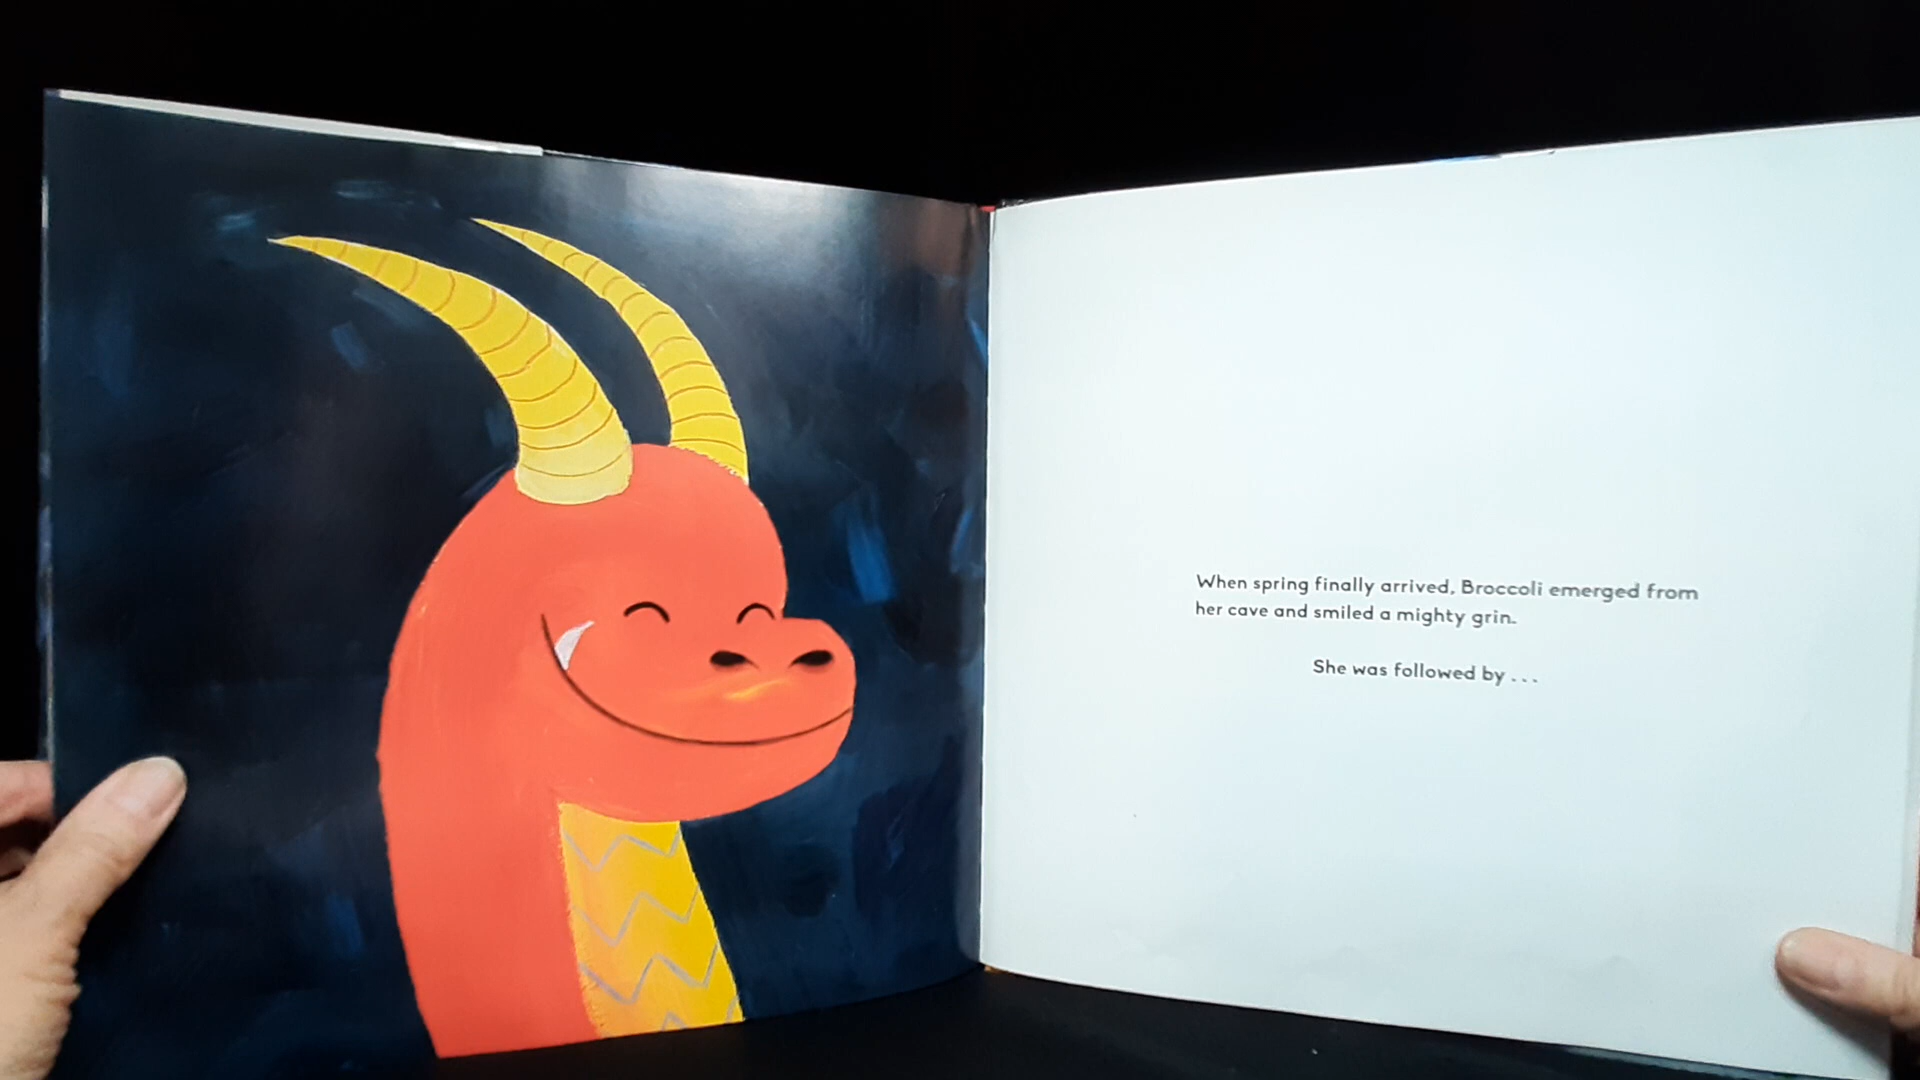 When spring finally arrived, Broccoli emerged from
her cave and smiled a mighty grin.
She was followed by . . .